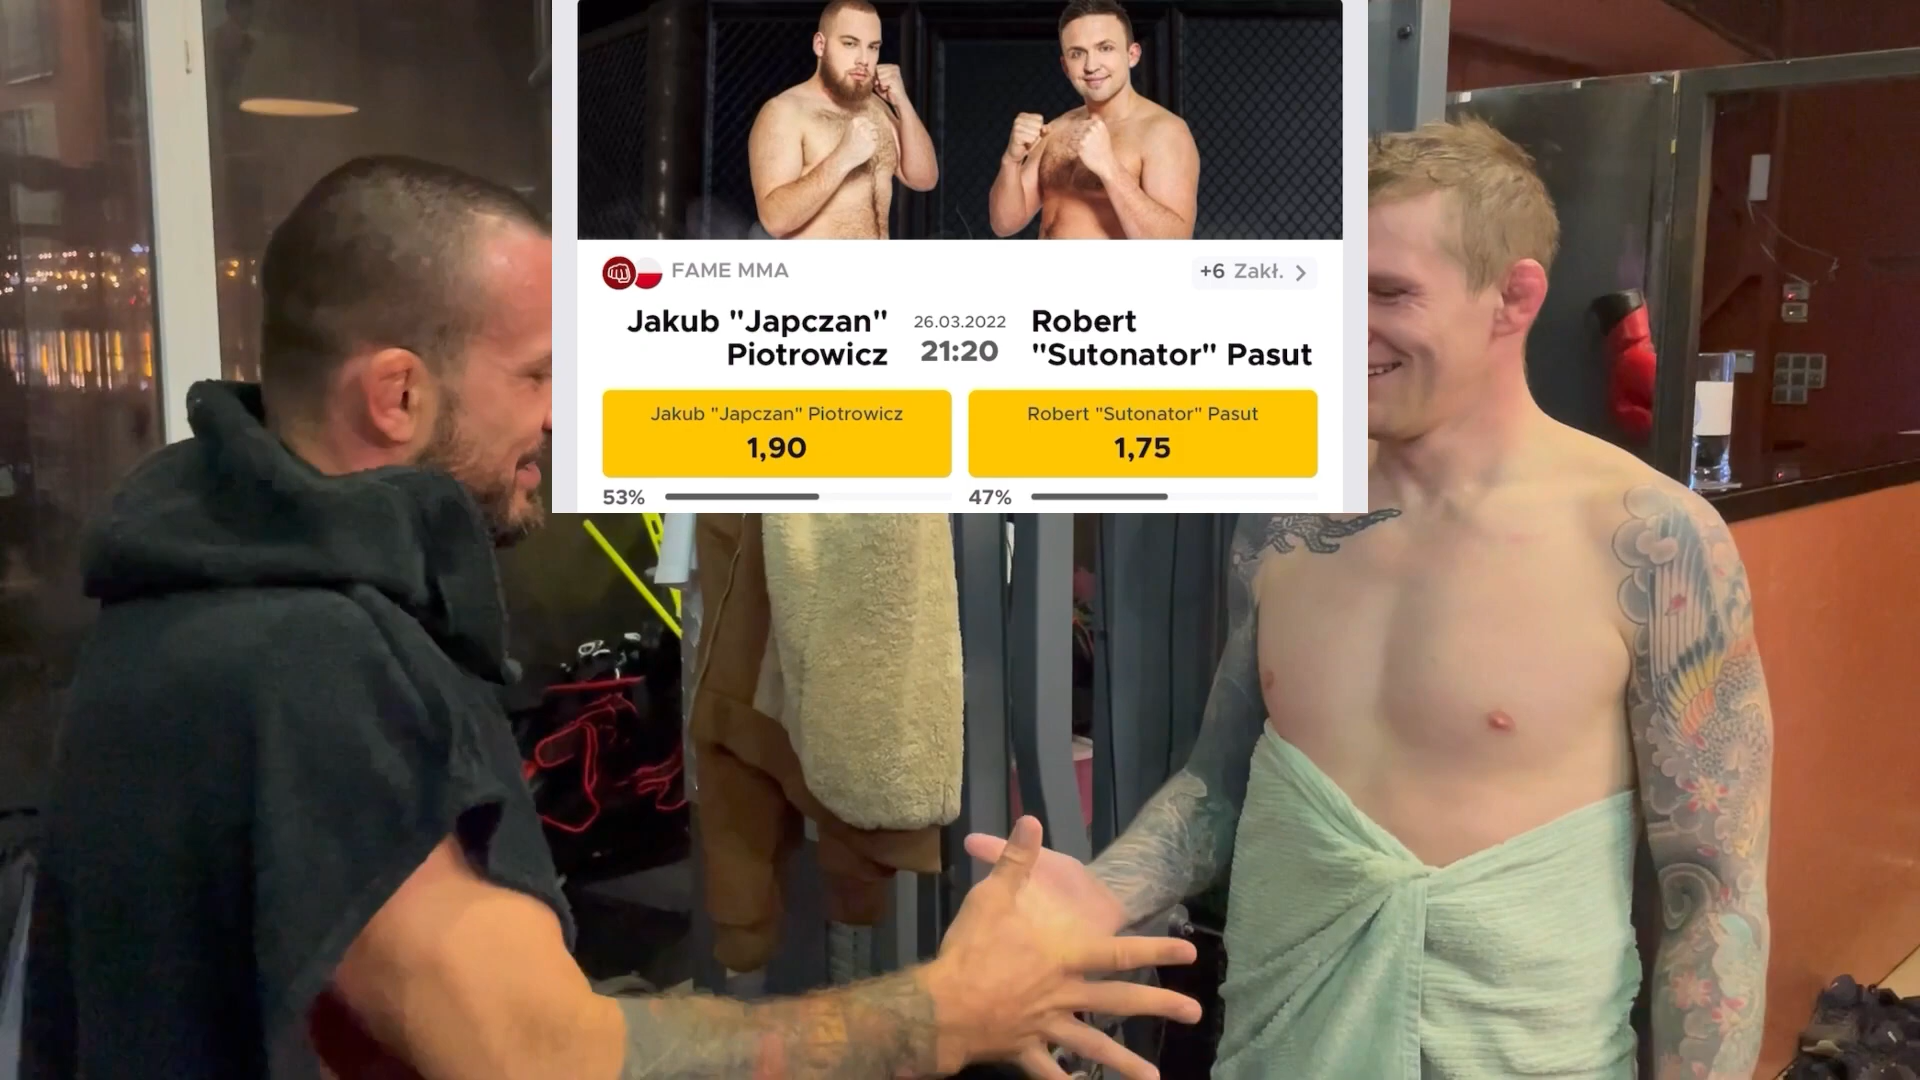 FAME MMA
+6 Zakł.
Jakub "Japczan"
Piotrowicz
26.03.2022
21:20
Robert
"Sutonator" Pasut
Jakub "Japczan" Piotrowicz
1,90
Robert "Sutonator" Pasut
1,75
53%
47%